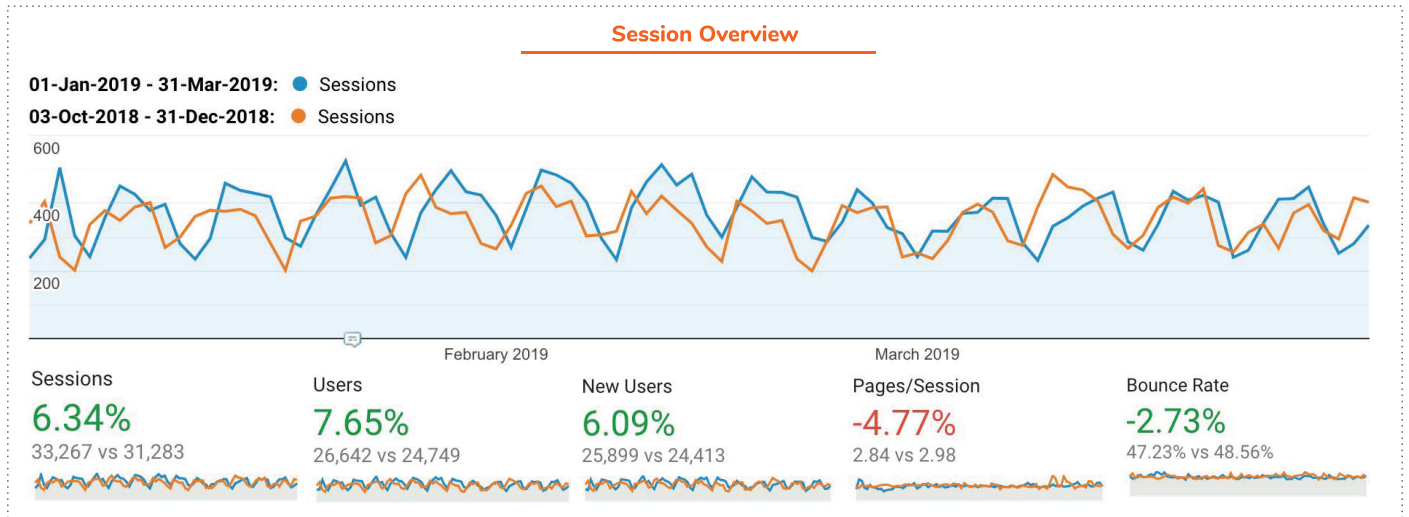 Session Overview
01-Jan-2019 - 31-Mar-2019: Sessions
03-Oct-2018 - 31-Dec-2018: Sessions
600
400
200
February 2019 March 2019
Sessions
6.34%
33,267 vs 31,283
Users
7.65%
26,642 vs 24,749
New Users
6.09%
25,899 vs 24,413
Pages/Session
-4.77%
2.84 vs 2.98
Bounce Rate
-2.73%
47.23% vs 48.56%